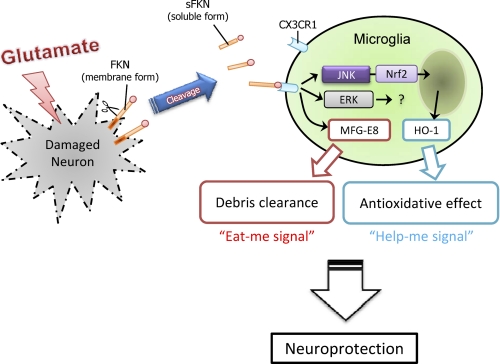 sFKN
(soluble form)
Glutamate
FKN
(membrane form)
Cleavage
CX3CR1
Microglia
JNK
Nrf2
ERK
?
MFG-E8
HO-1
Damaged
Neuron
Debris clearance
Antioxidative effect
“Eat-me signal”
“Help-me signal”
Neuroprotection